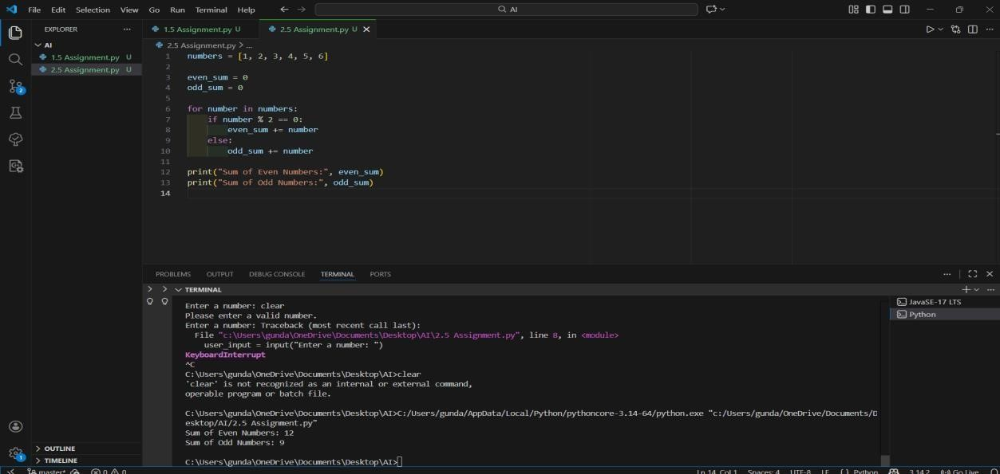 File Edit Selection View Go Run Terminal Help
AI
EXPLORER
AI
1.5 Assignment.py U
2.5 Assignment.py U
1.5 Assignment.py U
2.5 Assignment.py U
2.5 Assignment.py > ...
1 numbers = [1, 2, 3, 4, 5, 6]
2
3 even_sum = 0
4 odd_sum = 0
5
6 for number in numbers:
7 if number % 2 == 0:
8 even_sum += number
9 else:
10 odd_sum += number
11
12 print("Sum of Even Numbers:", even_sum)
13 print("Sum of Odd Numbers:", odd_sum)
14
PROBLEMS OUTPUT DEBUG CONSOLE TERMINAL PORTS
TERMINAL
Enter a number: clear
Please enter a valid number.
Enter a number: Traceback (most recent call last):
File "c:\Users\gunda\OneDrive\Documents\Desktop\AI\2.5 Assignment.py", line 8, in <module>
user_input = input("Enter a number: ")
KeyboardInterrupt
^C
C:\Users\gunda\OneDrive\Documents\Desktop\AI>clear
'clear' is not recognized as an internal or external command,
operable program or batch file.
C:\Users\gunda\OneDrive\Documents\Desktop\AI>C:/Users/gunda/AppData/Local/Python/pythoncore-3.14-64/python.exe "c:/Users/gunda/OneDrive/Documents/D
esktop/AI/2.5 Assignment.py"
Sum of Even Numbers: 12
Sum of Odd Numbers: 9
C:\Users\gunda\OneDrive\Documents\Desktop\AI>
JavaSE-17 LTS
Python
2
1
OUTLINE
TIMELINE
master* 0 0 Ln 14, Col 1 Spaces: 4 UTF-8 LF { } Python 3.14.2 Go Live